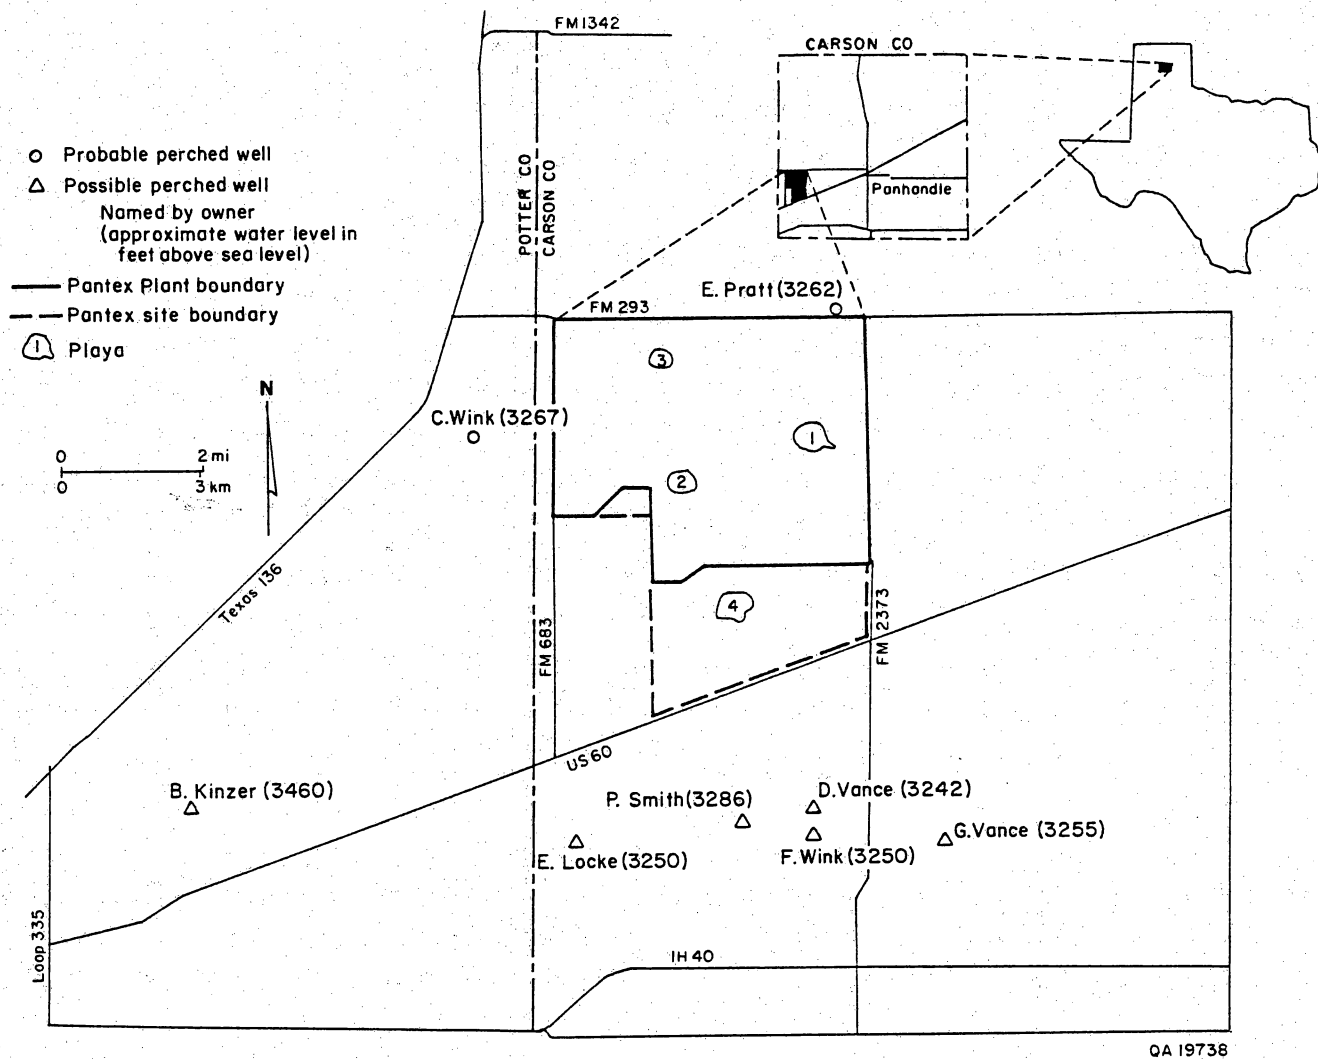 FM 1342
CARSON CO
Panhandle
Probable perched well
Possible perched well
Named by owner
(approximate water level in
feet above sea level)
Pantex Plant boundary
Pantex site boundary
1 Playa
POTTER CO
CARSON CO
N
0 2 mi
0 3 km
E. Pratt (3262)
FM 293
3
C. Wink (3267)
1
2
4
Texas 136
FM 683
FM 2373
US 60
B. Kinzer (3460)
P. Smith (3286)
D. Vance (3242)
E. Locke (3250)
F. Wink (3250)
G. Vance (3255)
Loop 335
IH 40
QA 19738